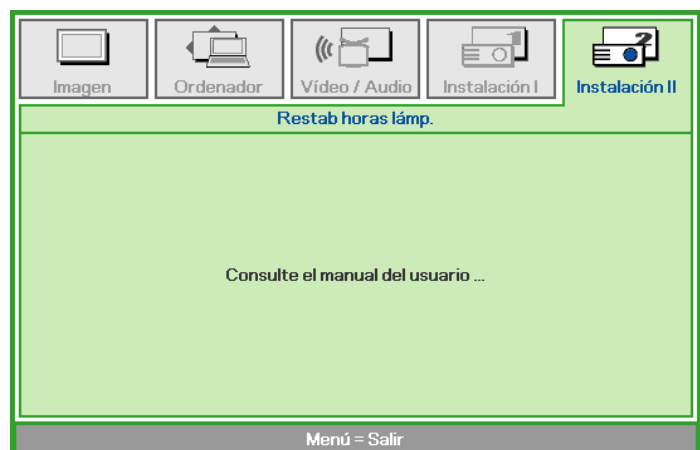 Imagen
Ordenador
Vídeo / Audio
Instalación I
Instalación II
Restab horas lámp.
Consulte el manual del usuario ...
Menú = Salir